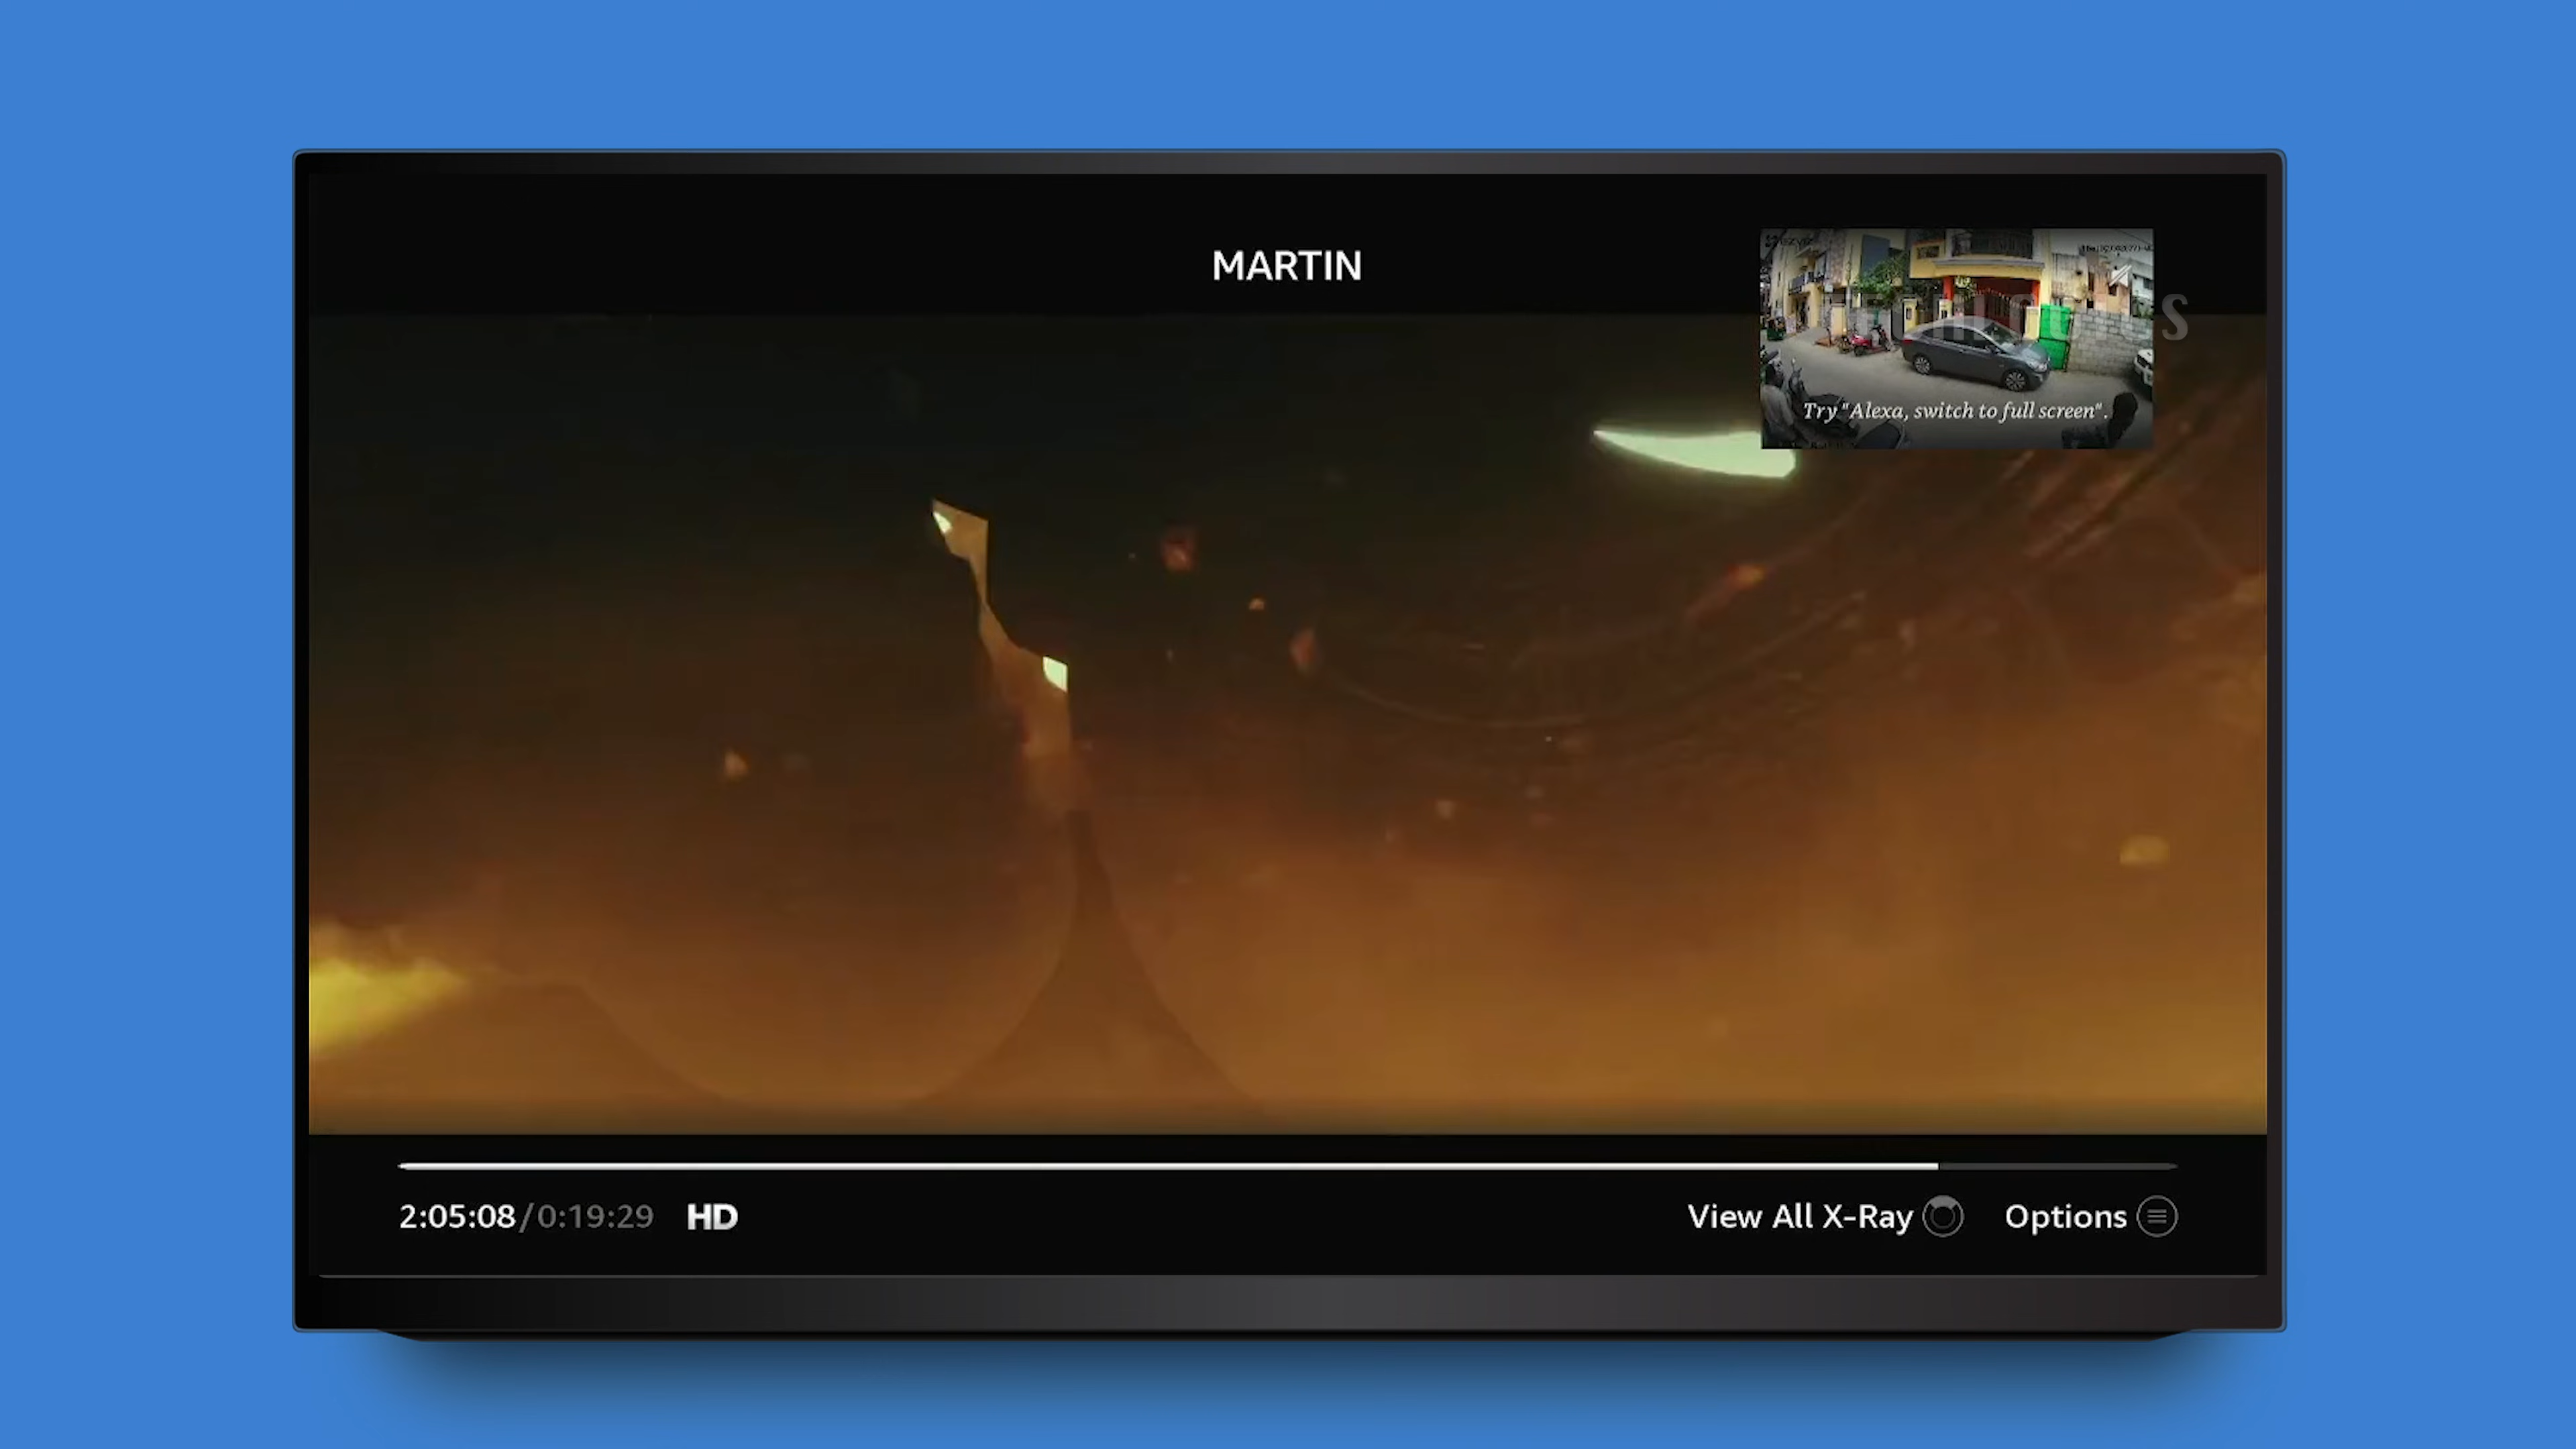 MARTIN
Try "Alexa, switch to full screen".
2:05:08/0:19:29 HD
View All X-Ray
Options